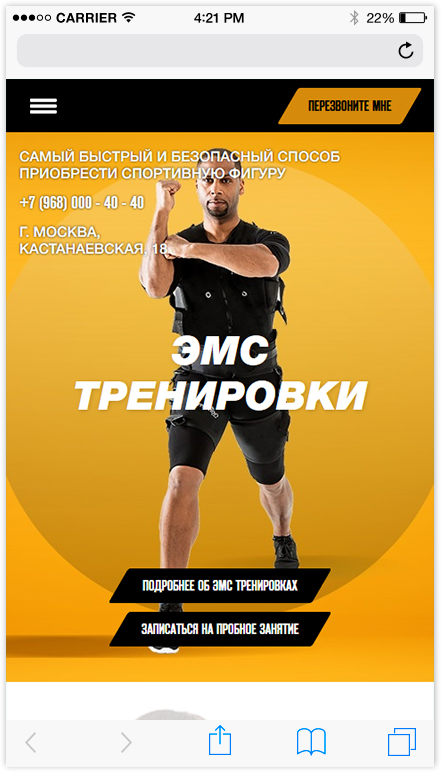 CARRIER 4:21 PM 22%
ПЕРЕЗВОНИТЕ МНЕ
САМЫЙ БЫСТРЫЙ И БЕЗОПАСНЫЙ СПОСОБ
ПРИОБРЕСТИ СПОРТИВНУЮ ФИГУРУ
+7 (968) 000 - 40 - 40
Г. МОСКВА,
КАСТАНАЕВСКАЯ, 18
ЭМС
ТРЕНИРОВКИ
ПОДРОБНЕЕ ОБ ЭМС ТРЕНИРОВКАХ
ЗАПИСАТЬСЯ НА ПРОБНОЕ ЗАНЯТИЕ